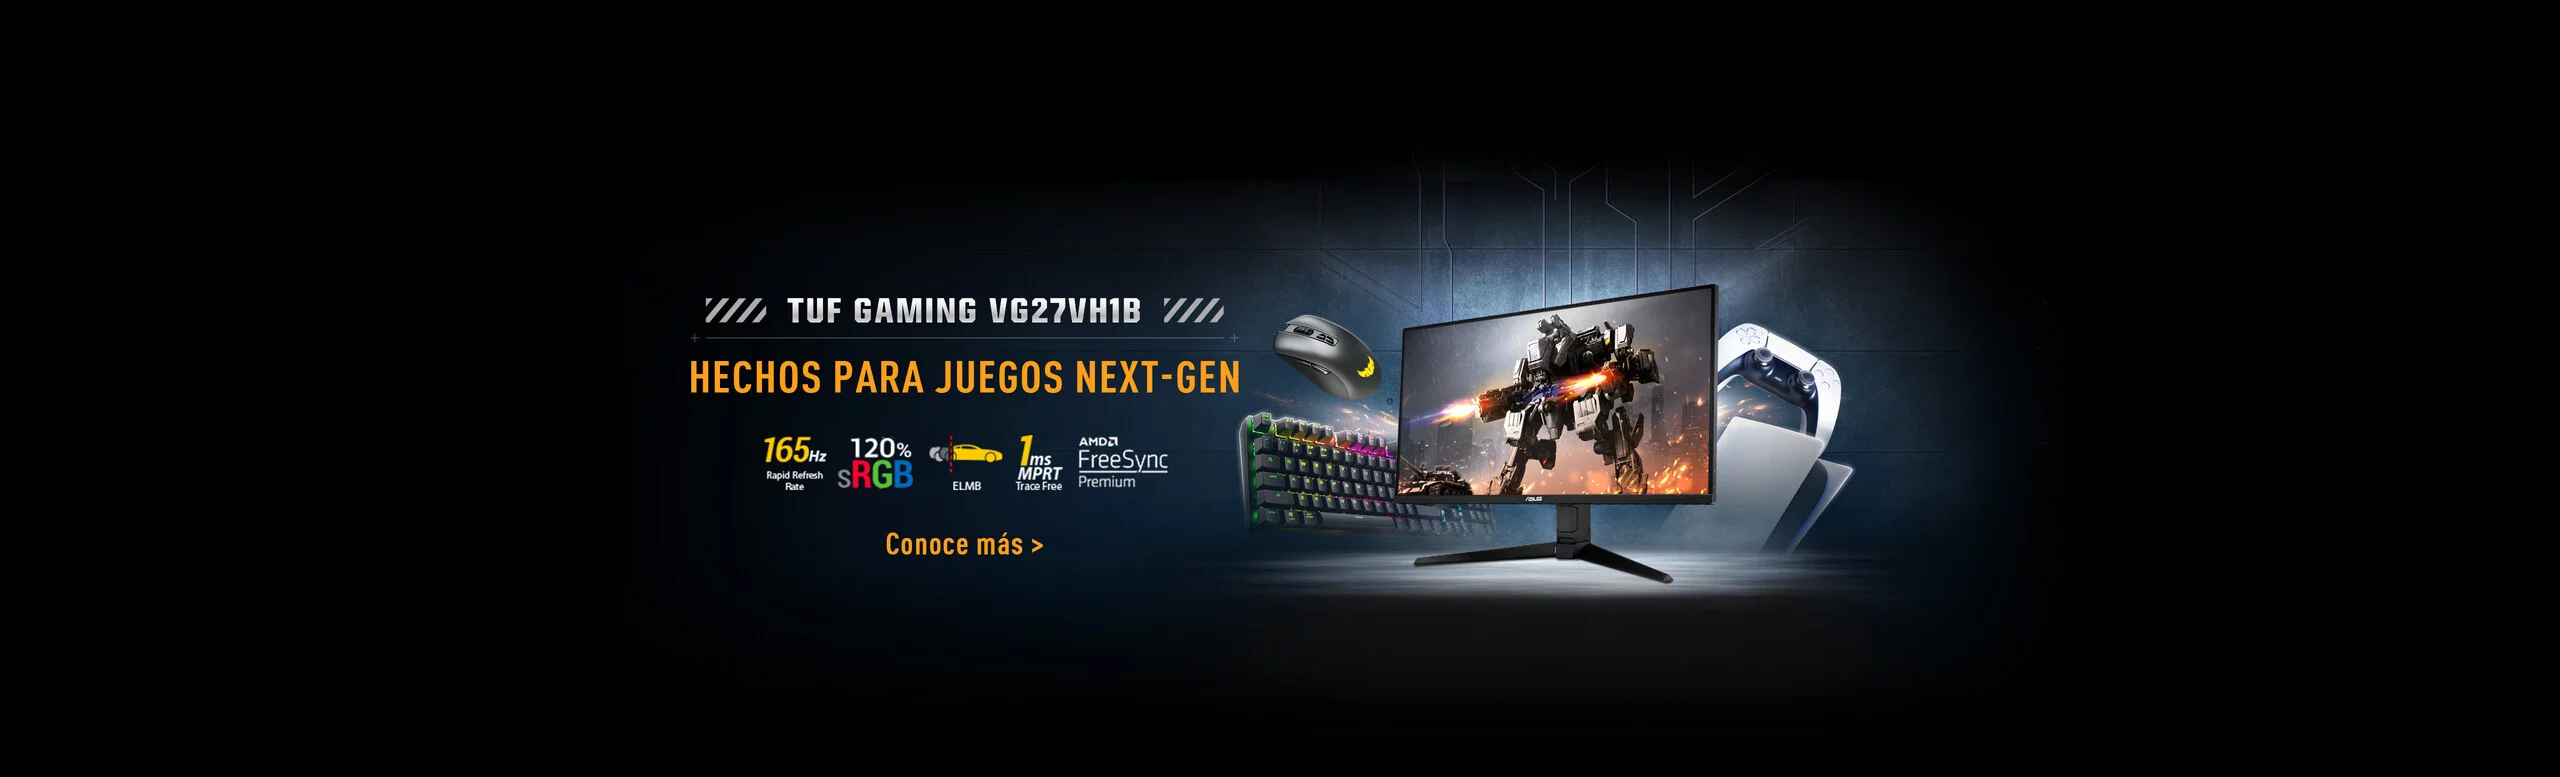 TUF GAMING VG27VH1B
HECHOS PARA JUEGOS NEXT-GEN
165Hz
Rapid Refresh
Rate
120%
sRGB
ELMB
1ms
MPRT
Trace Free
AMD
FreeSync
Premium
Conoce más >
ASUS